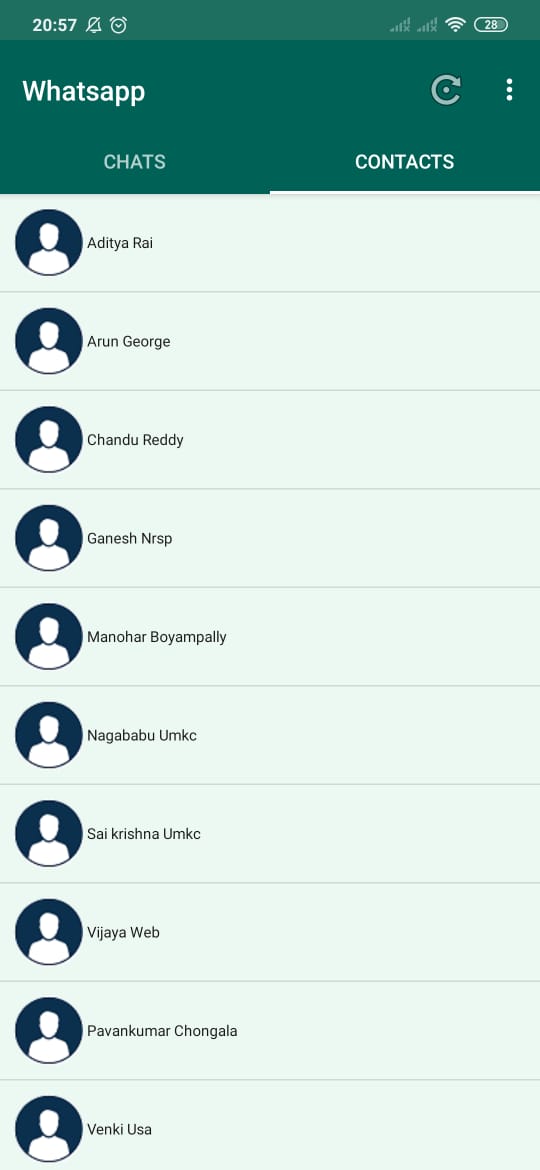 20:57 28
Whatsapp
CHATS CONTACTS
Aditya Rai
Arun George
Chandu Reddy
Ganesh Nrsp
Manohar Boyampally
Nagababu Umkc
Sai krishna Umkc
Vijaya Web
Pavankumar Chongala
Venki Usa